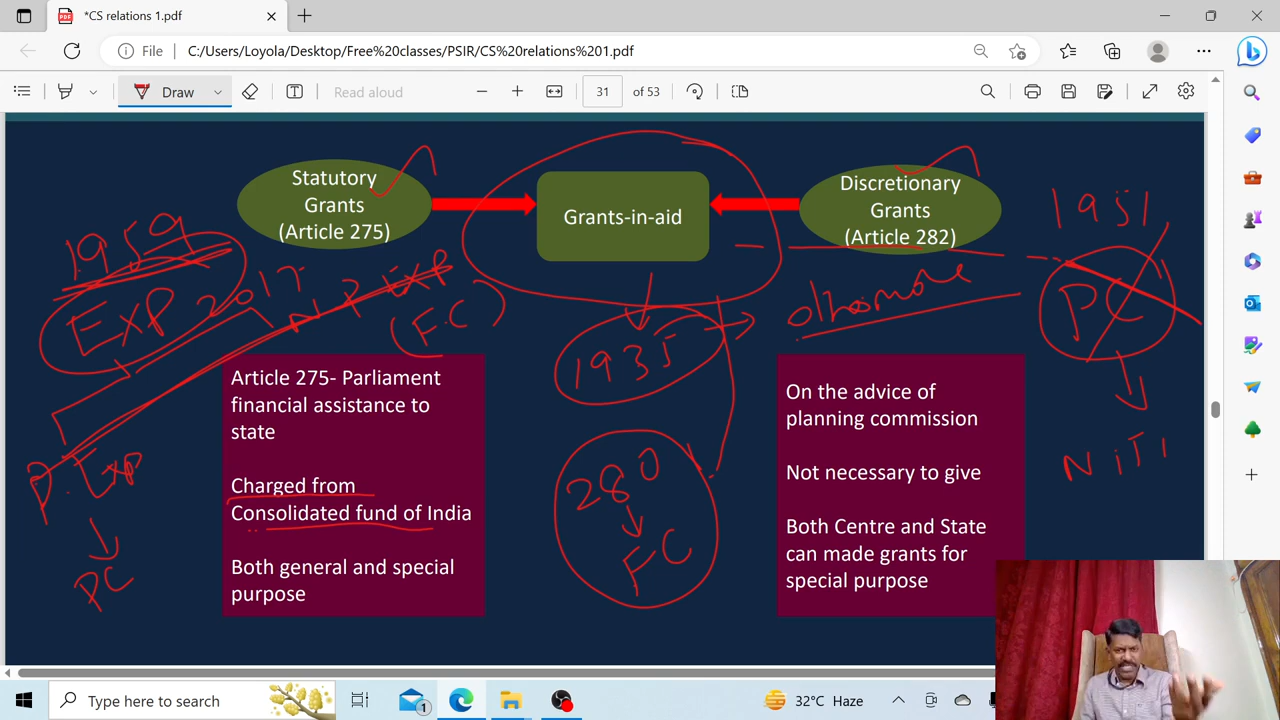 *CS relations 1.pdf
File
C:/Users/Loyola/Desktop/Free%20classes/PSIR/CS%20relations%201.pdf
Draw
Read aloud
31
of 53
Statutory
Grants
(Article 275)
Grants-in-aid
Discretionary
Grants
(Article 282)
1959
1951
EXP 2017
N P EXP
(F.C)
PC
1935
Article 275- Parliament
financial assistance to
state
Charged from
Consolidated fund of India
Both general and special
purpose
On the advice of
planning commission
Not necessary to give
Both Centre and State
can made grants for
special purpose
P. Exp
PC
280
FC
NITI
Type here to search
1
32°C Haze